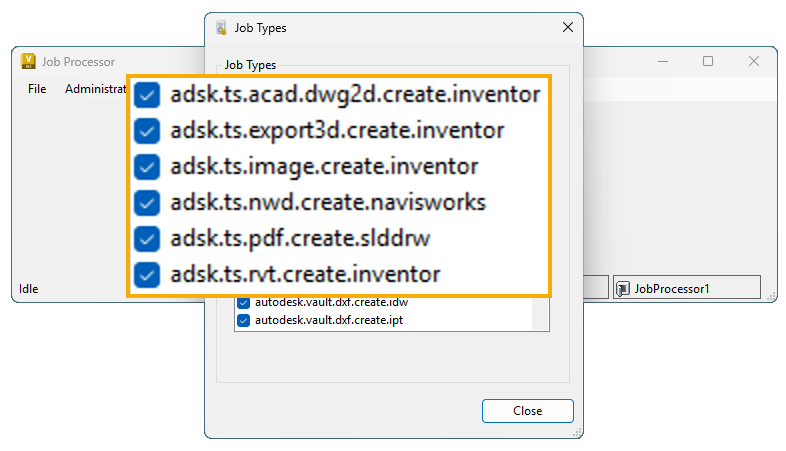 Job Types
Job Processor
File Administrat
Job Types
adsk.ts.acad.dwg2d.create.inventor
adsk.ts.export3d.create.inventor
adsk.ts.image.create.inventor
adsk.ts.nwd.create.navisworks
adsk.ts.pdf.create.slddrw
adsk.ts.rvt.create.inventor
Idle
JobProcessor1
autodesk.vault.dxf.create.idw
autodesk.vault.dxf.create.ipt
Close